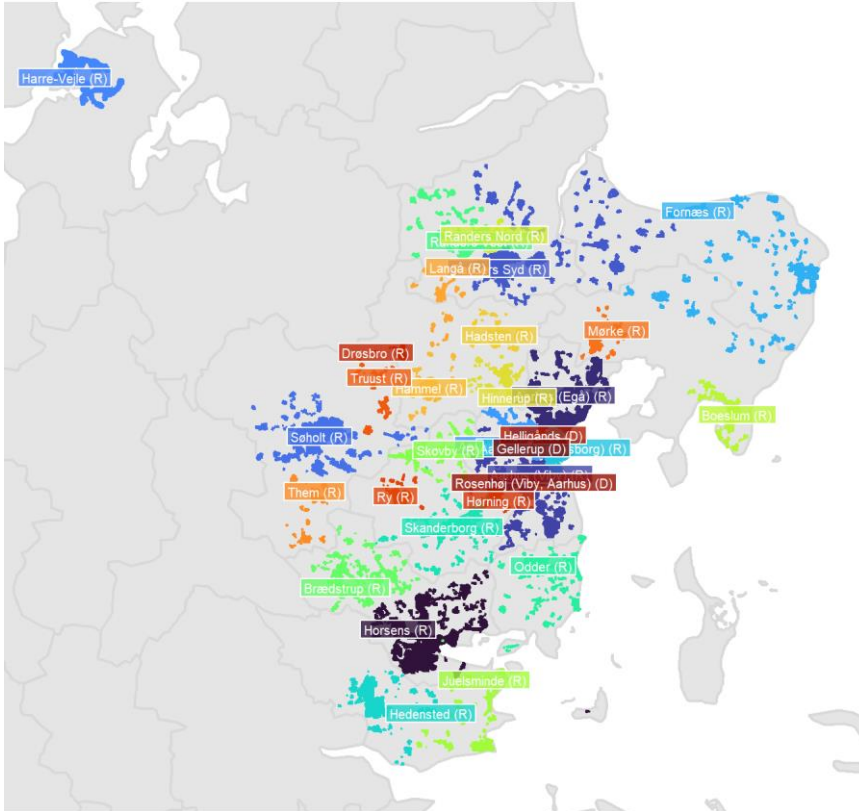 Harre-Vejle (R)
Fornæs (R)
Randers Nord (R)
Langå (R)
rs Syd (R)
Mørke (R)
Hadsten (R)
Drøsbro (R)
Truust (R)
Hammel (R)
Hinnerup (R)
(Egå) (R)
Boeslum (R)
Helligånds (D)
Søholt (R)
Skovby (R)
Gellerup (D)
sborg) (R)
Rosenhøj (Viby, Aarhus) (D)
Them (R)
Ry (R)
Hørning (R)
Skanderborg (R)
Odder (R)
Brædstrup (R)
Horsens (R)
Juelsminde (R)
Hedensted (R)